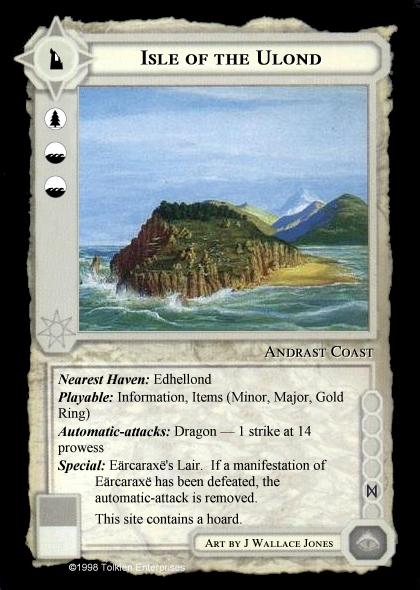 Isle of the Ulond
Andrast Coast
Nearest Haven: Edhellond
Playable: Information, Items (Minor, Major, Gold
Ring)
Automatic-attacks: Dragon — 1 strike at 14
prowess
Special: Eärcaraxë's Lair. If a manifestation of
Eärcaraxë has been defeated, the
automatic-attack is removed.
This site contains a hoard.
Art by J Wallace Jones
©1998 Tolkien Enterprises